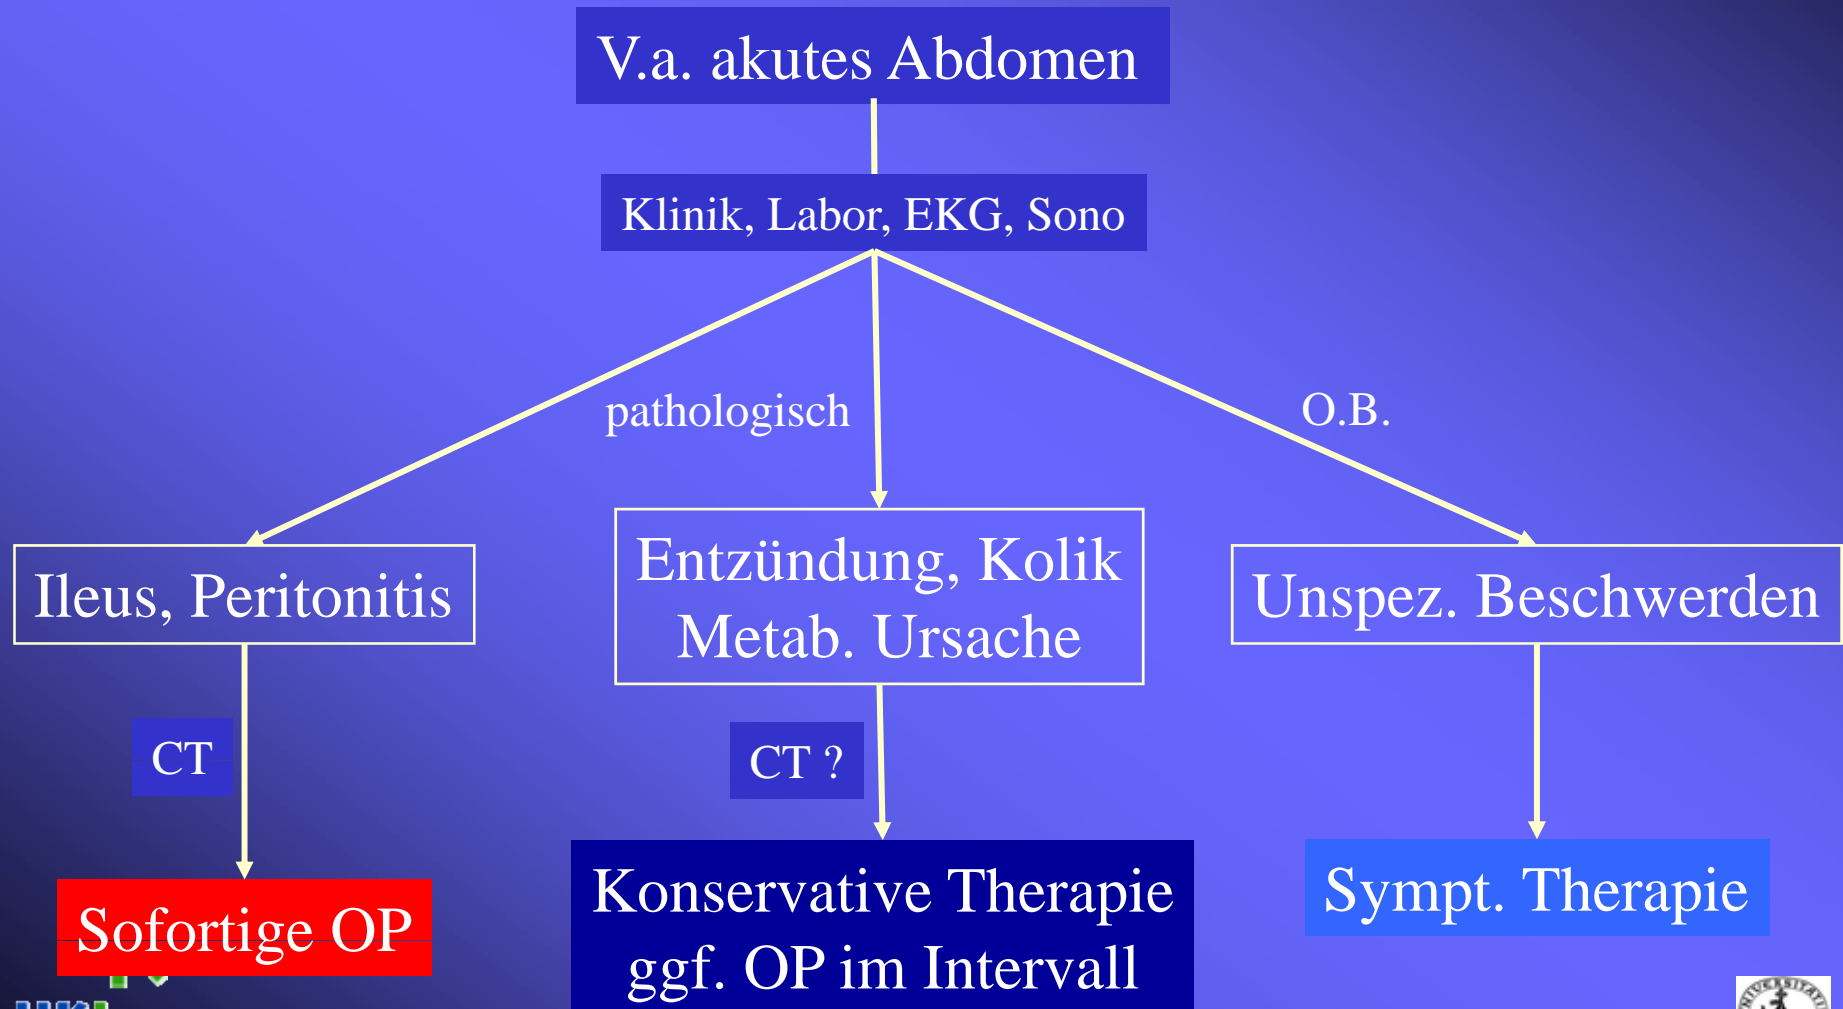 V.a. akutes Abdomen
Klinik, Labor, EKG, Sono
pathologisch
O.B.
Ileus, Peritonitis
Entzündung, Kolik
Metab. Ursache
Unspez. Beschwerden
CT
CT ?
Sofortige OP
Konservative Therapie
ggf. OP im Intervall
Sympt. Therapie